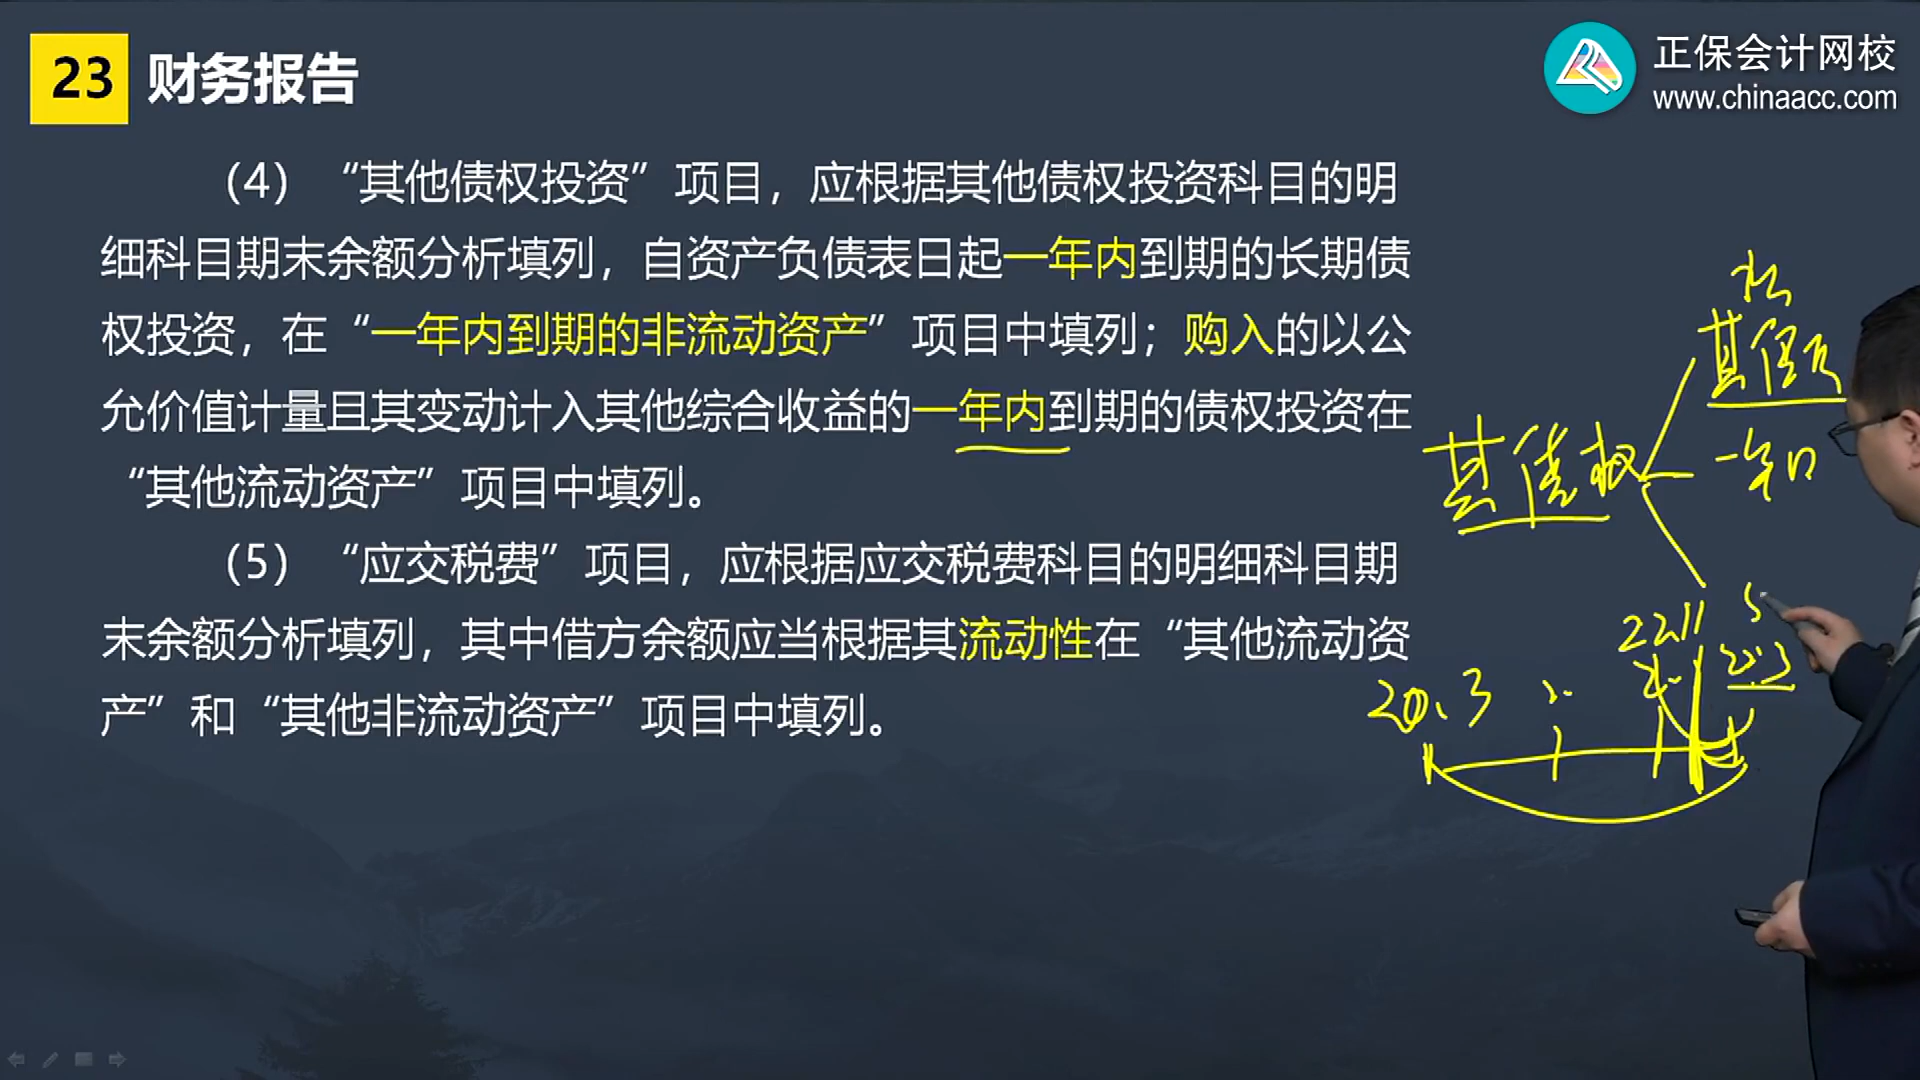 23 财务报告
正保会计网校
www.chinaacc.com
（4）“其他债权投资”项目，应根据其他债权投资科目的明
细科目期末余额分析填列，自资产负债表日起一年内到期的长期债
权投资，在“一年内到期的非流动资产”项目中填列；购入的以公
允价值计量且其变动计入其他综合收益的一年内到期的债权投资在
“其他流动资产”项目中填列。
（5）“应交税费”项目，应根据应交税费科目的明细科目期
末余额分析填列，其中借方余额应当根据其流动性在“其他流动资
产”和“其他非流动资产”项目中填列。
其债权
20.3